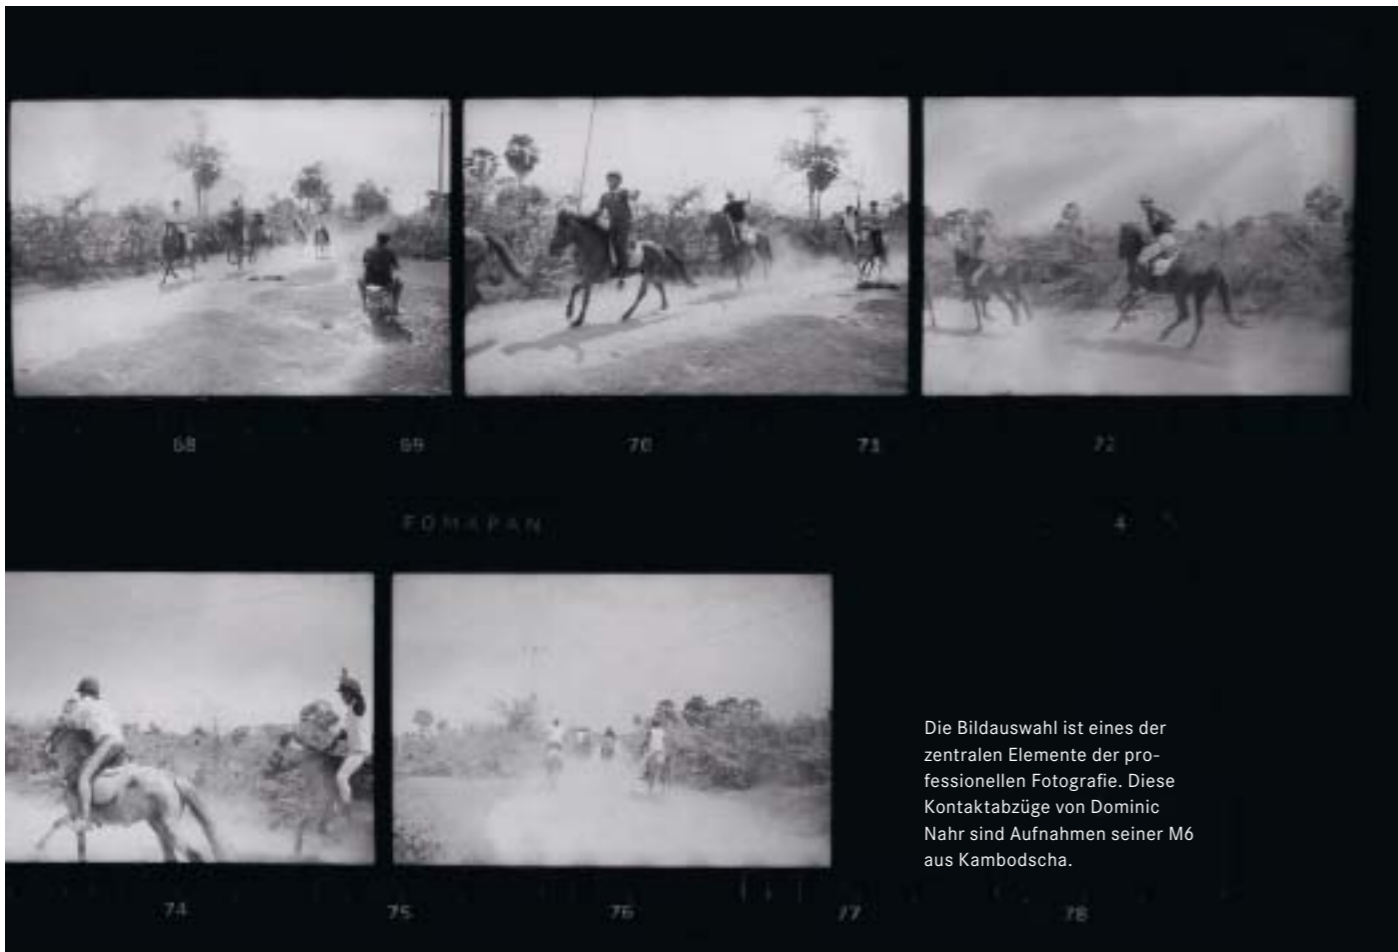 68 69 70 71 72
FOMAPAN 4
Die Bildauswahl ist eines der
zentralen Elemente der pro-
fessionellen Fotografie. Diese
Kontaktabzüge von Dominic
Nahr sind Aufnahmen seiner M6
aus Kambodscha.
74 75 76 77 78